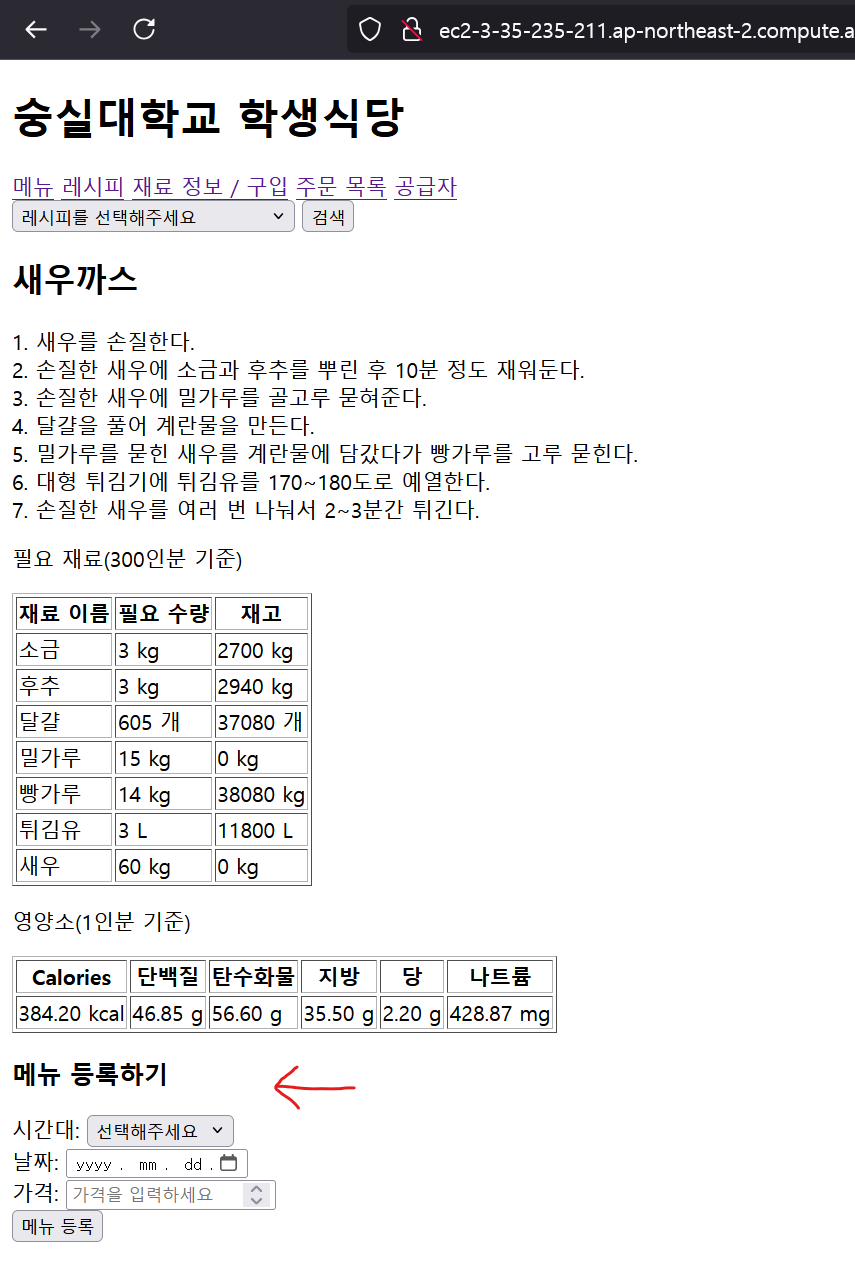 ec2-3-35-235-211.ap-northeast-2.compute.a
숭실대학교 학생식당
메뉴 레시피 재료 정보 / 구입 주문 목록 공급자
레시피를 선택해주세요 검색
새우까스
1. 새우를 손질한다.
2. 손질한 새우에 소금과 후추를 뿌린 후 10분 정도 재워둔다.
3. 손질한 새우에 밀가루를 골고루 묻혀준다.
4. 달걀을 풀어 계란물을 만든다.
5. 밀가루를 묻힌 새우를 계란물에 담갔다가 빵가루를 고루 묻힌다.
6. 대형 튀김기에 튀김유를 170~180도로 예열한다.
7. 손질한 새우를 여러 번 나눠서 2~3분간 튀긴다.
필요 재료(300인분 기준)
재료 이름 필요 수량 재고
소금 3 kg 2700 kg
후추 3 kg 2940 kg
달걀 605 개 37080 개
밀가루 15 kg 0 kg
빵가루 14 kg 38080 kg
튀김유 3 L 11800 L
새우 60 kg 0 kg
영양소(1인분 기준)
Calories 단백질 탄수화물 지방 당 나트륨
384.20 kcal 46.85 g 56.60 g 35.50 g 2.20 g 428.87 mg
메뉴 등록하기
시간대: 선택해주세요
날짜: yyyy . mm . dd .
가격: 가격을 입력하세요
메뉴 등록